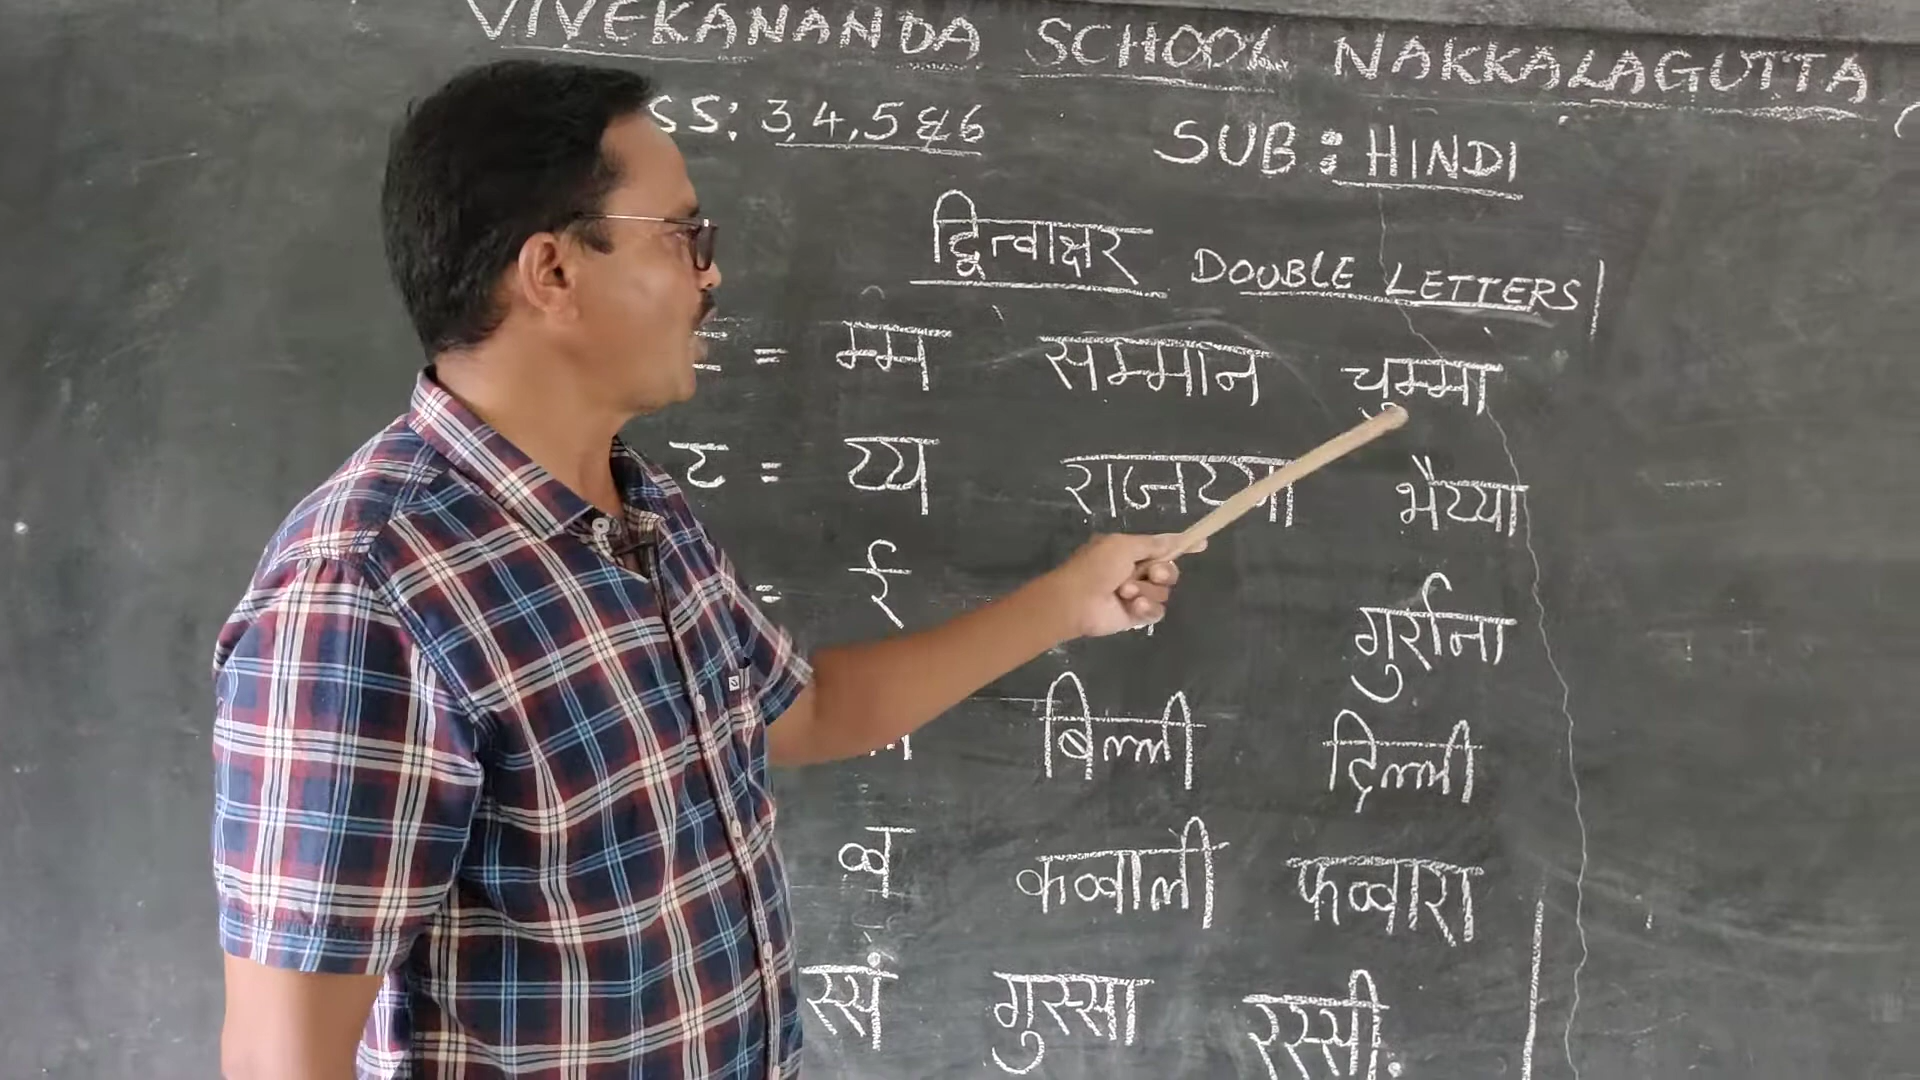 VIVEKANANDA SCHOOL NAKKALAGUTTA
SS: 3,4,5 & 6 SUB: HINDI
द्वित्वाक्षर DOUBLE LETTERS
= म्म सम्मान चुम्मा
= य्य राजय्या भैय्या
= र्र गुर्राना
बिल्ली दिल्ली
व्व कव्वाली फव्वारा
स्सं गुस्सा रस्सी.